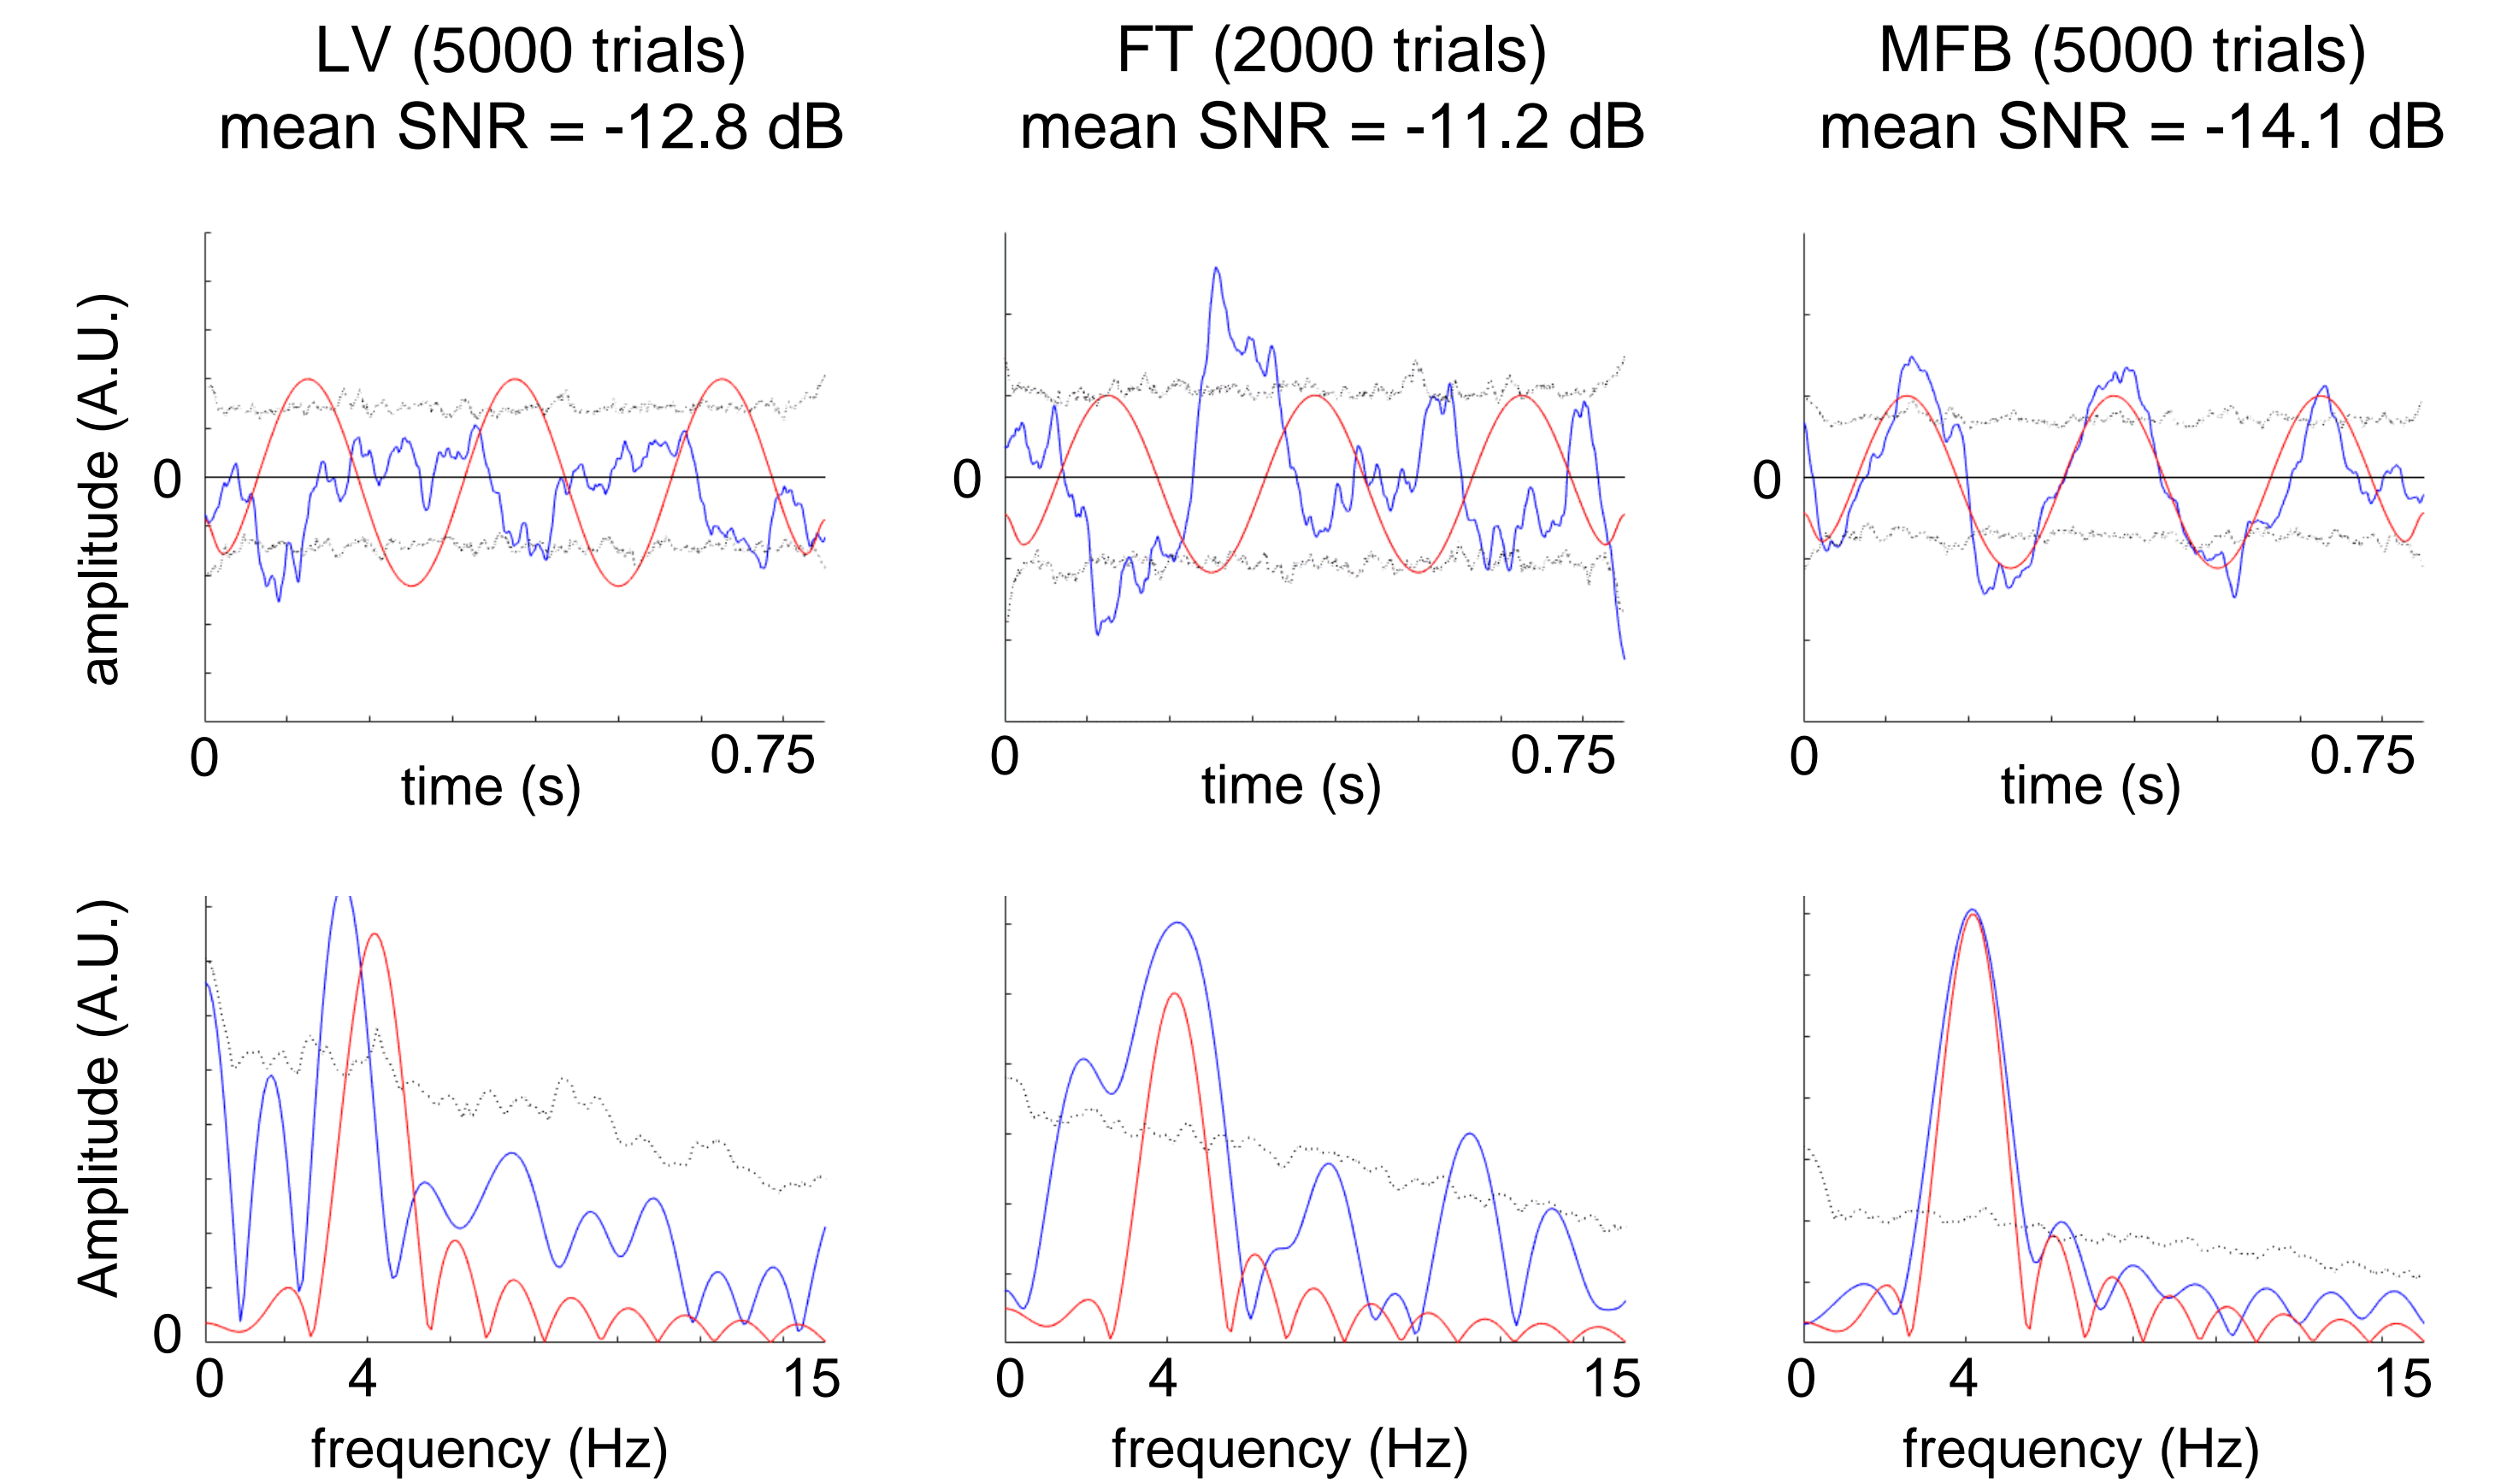 LV (5000 trials)
mean SNR = -12.8 dB
FT (2000 trials)
mean SNR = -11.2 dB
MFB (5000 trials)
mean SNR = -14.1 dB
amplitude (A.U.)
0
0
0.75
time (s)
0
0
0.75
time (s)
0
0
0.75
time (s)
Amplitude (A.U.)
0
0
4
15
frequency (Hz)
0
4
15
frequency (Hz)
0
4
15
frequency (Hz)